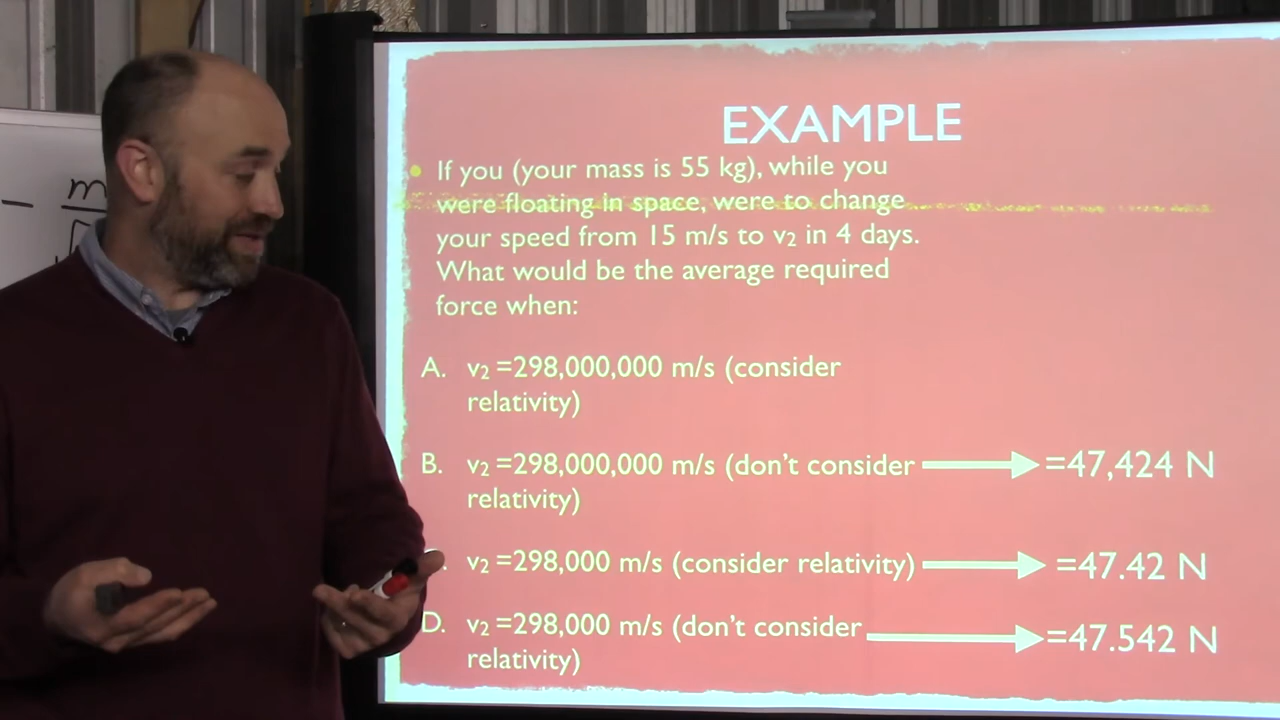 EXAMPLE
• If you (your mass is 55 kg), while you
were floating in space, were to change
your speed from 15 m/s to v₂ in 4 days.
What would be the average required
force when:
A. v₂ =298,000,000 m/s (consider
relativity)
B. v₂ =298,000,000 m/s (don't consider =47,424 N
relativity)
v₂ =298,000 m/s (consider relativity) =47.42 N
D. v₂ =298,000 m/s (don't consider =47.542 N
relativity)
m